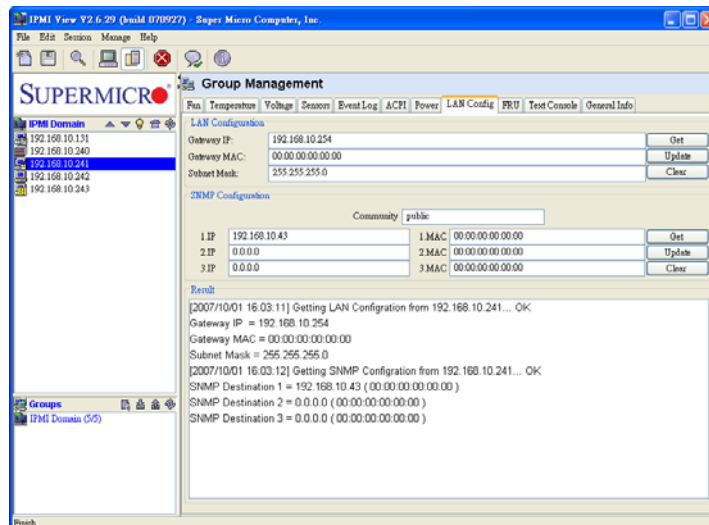 IPMI View V2.6.29 (build 070927) - Super Micro Computer, Inc.
File Edit Session Manage Help
SUPERMICRO
Group Management
Fan Temperature Voltage Sensors Event Log ACPI Power LAN Config FRU Text Console General Info
IPMI Domain
192.168.10.131
192.168.10.240
192.168.10.241
192.168.10.242
192.168.10.243
Groups
IPMI Domain (5/5)
LAN Configuration
Gateway IP: 192.168.10.254 Get
Gateway MAC: 00:00:00:00:00:00 Update
Subnet Mask: 255.255.255.0 Clear
SNMP Configuration
Community public
1.IP 192.168.10.43 1.MAC 00:00:00:00:00:00 Get
2.IP 0.0.0.0 2.MAC 00:00:00:00:00:00 Update
3.IP 0.0.0.0 3.MAC 00:00:00:00:00:00 Clear
Result
[2007/10/01 16:03:11] Getting LAN Configration from 192.168.10.241... OK
Gateway IP = 192.168.10.254
Gateway MAC = 00:00:00:00:00:00
Subnet Mask = 255.255.255.0
[2007/10/01 16:03:12] Getting SNMP Configration from 192.168.10.241... OK
SNMP Destination 1 = 192.168.10.43 ( 00:00:00:00:00:00 )
SNMP Destination 2 = 0.0.0.0 ( 00:00:00:00:00:00 )
SNMP Destination 3 = 0.0.0.0 ( 00:00:00:00:00:00 )
Finish